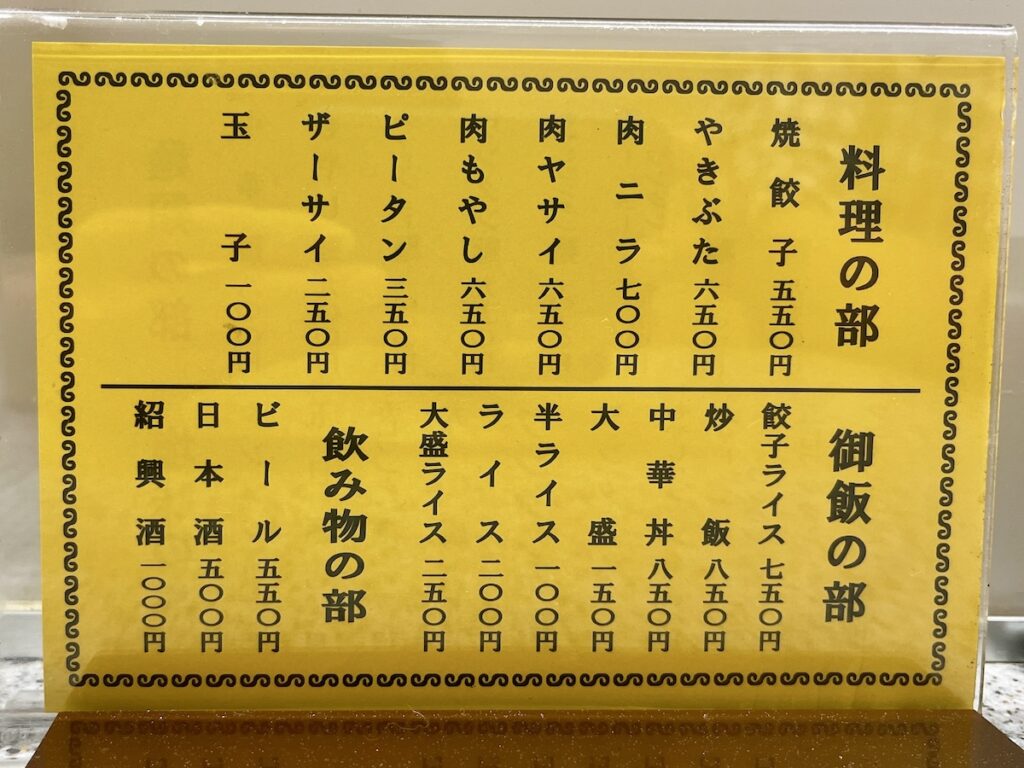 料理の部
焼餃子 五五〇円
やきぶた 六五〇円
肉ニラ 七〇〇円
肉ヤサイ 六五〇円
肉もやし 六五〇円
ピータン 三五〇円
ザーサイ 二五〇円
玉子 一〇〇円
御飯の部
餃子ライス 七五〇円
炒飯 八五〇円
中華丼 八五〇円
大盛 一五〇円
半ライス 一〇〇円
ライス 二〇〇円
大盛ライス 二五〇円
飲み物の部
ビール 五五〇円
日本酒 五〇〇円
紹興酒 一〇〇〇円